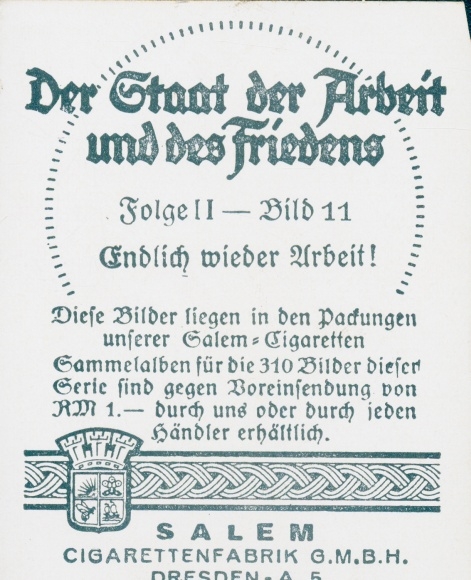 Der Staat der Arbeit
und des Friedens
Folge II — Bild 11
Endlich wieder Arbeit!
Diese Bilder liegen in den Packungen
unserer Salem-Cigaretten
Sammelalben für die 310 Bilder dieser
Serie sind gegen Voreinsendung von
RM 1.— durch uns oder durch jeden
Händler erhältlich.
SALEM
CIGARETTENFABRIK G.M.B.H.
DRESDEN-A. 5